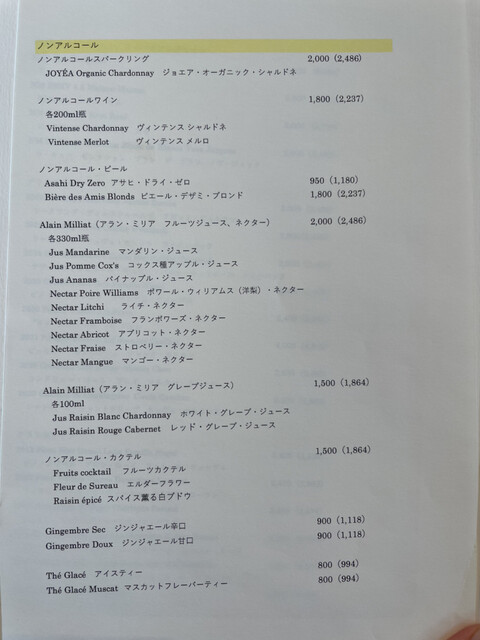 ノンアルコール
ノンアルコールスパークリング 2,000（2,486）
JOYÉA Organic Chardonnay ジョエア・オーガニック・シャルドネ
ノンアルコールワイン 1,800（2,237）
各200ml瓶
Vintense Chardonnay ヴィンテンス シャルドネ
Vintense Merlot ヴィンテンス メルロ
ノンアルコール・ビール
Asahi Dry Zero アサヒ・ドライ・ゼロ 950（1,180）
Bière des Amis Blonds ビエール・デザミ・ブロンド 1,800（2,237）
Alain Milliat（アラン・ミリア フルーツジュース、ネクター） 2,000（2,486）
各330ml瓶
Jus Mandarine マンダリン・ジュース
Jus Pomme Cox's コックス種アップル・ジュース
Jus Ananas パイナップル・ジュース
Nectar Poire Williams ポワール・ウィリアムス（洋梨）・ネクター
Nectar Litchi ライチ・ネクター
Nectar Framboise フランボワーズ・ネクター
Nectar Abricot アプリコット・ネクター
Nectar Fraise ストロベリー・ネクター
Nectar Mangue マンゴー・ネクター
Alain Milliat（アラン・ミリア グレープジュース） 1,500（1,864）
各100ml
Jus Raisin Blanc Chardonnay ホワイト・グレープ・ジュース
Jus Raisin Rouge Cabernet レッド・グレープ・ジュース
ノンアルコール・カクテル 1,500（1,864）
Fruits cocktail フルーツカクテル
Fleur de Sureau エルダーフラワー
Raisin épicé スパイス薫る白ブドウ
Gingembre Sec ジンジャエール辛口 900（1,118）
Gingembre Doux ジンジャエール甘口 900（1,118）
Thé Glacé アイスティー 800（994）
Thé Glacé Muscat マスカットフレーバーティー 800（994）